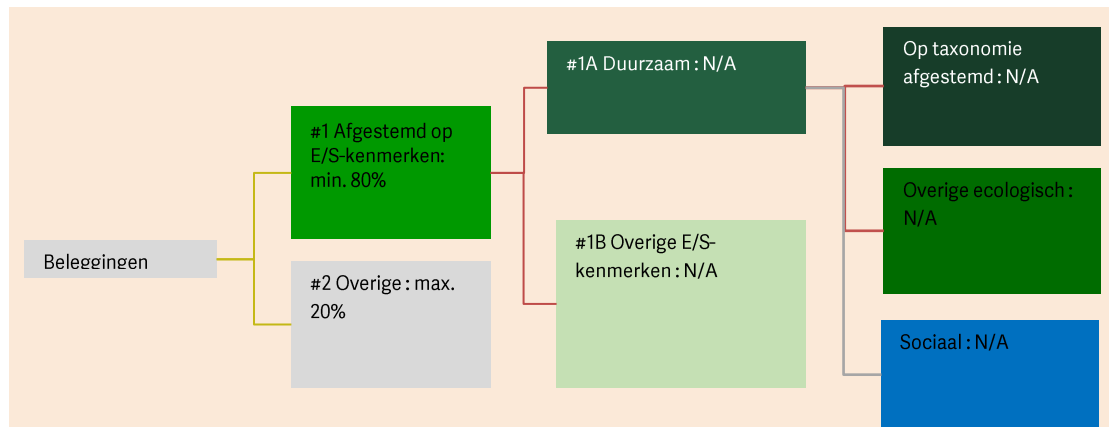 Beleggingen
#1 Afgestemd op
E/S-kenmerken:
min. 80%
#2 Overige : max.
20%
#1A Duurzaam : N/A
#1B Overige E/S-
kenmerken : N/A
Op taxonomie
afgestemd : N/A
Overige ecologisch :
N/A
Sociaal : N/A